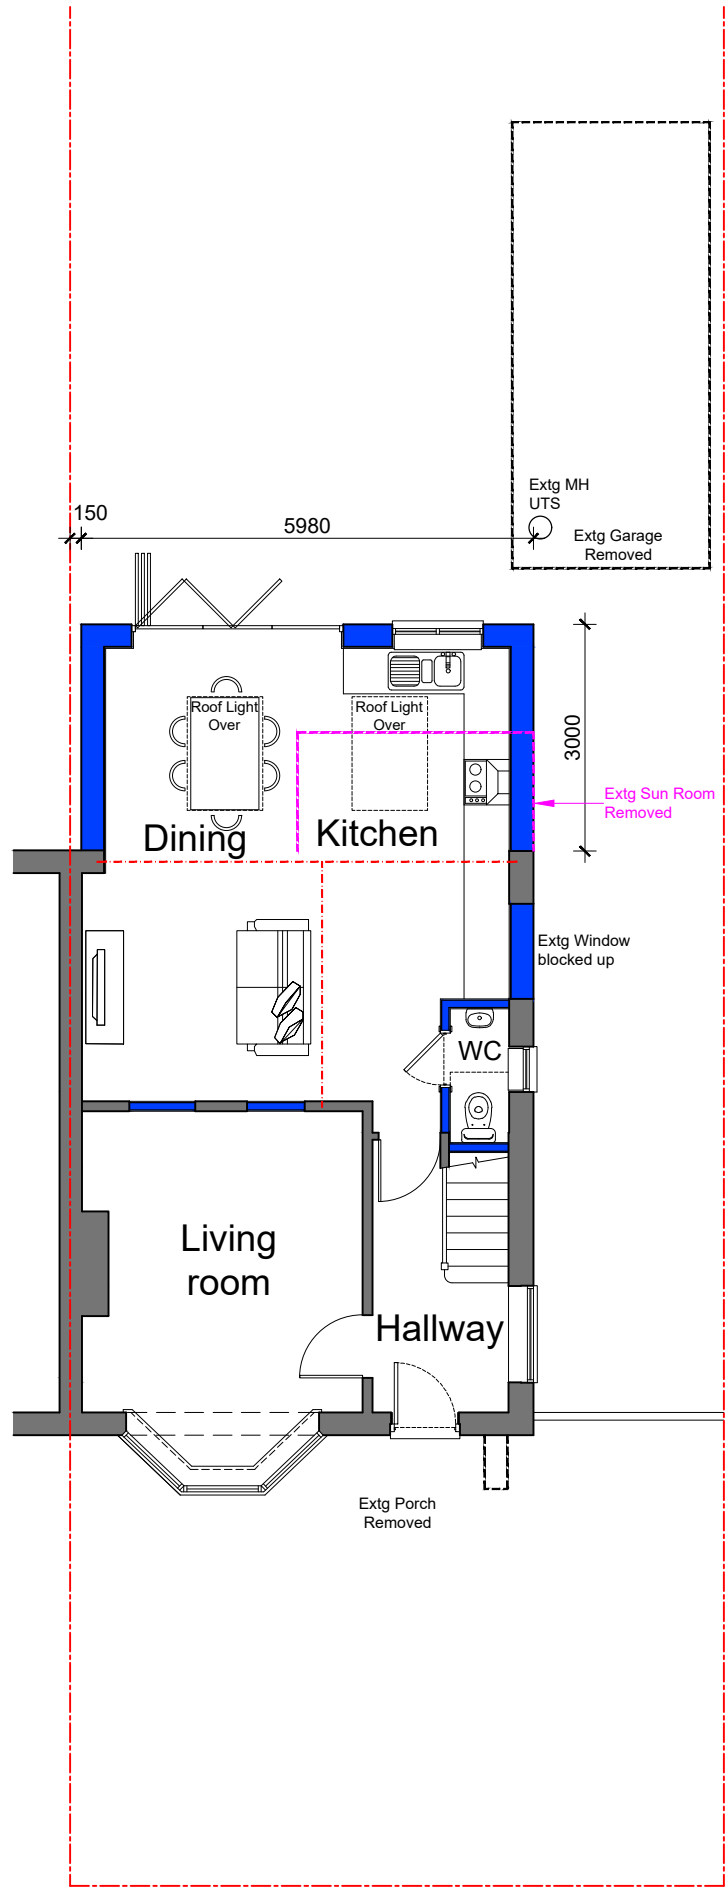 Extg MH
UTS
150
5980
Extg Garage
Removed
Roof Light
Over
Roof Light
Over
3000
Extg Sun Room
Removed
Dining
Kitchen
Extg Window
blocked up
WC
Living
room
Hallway
Extg Porch
Removed